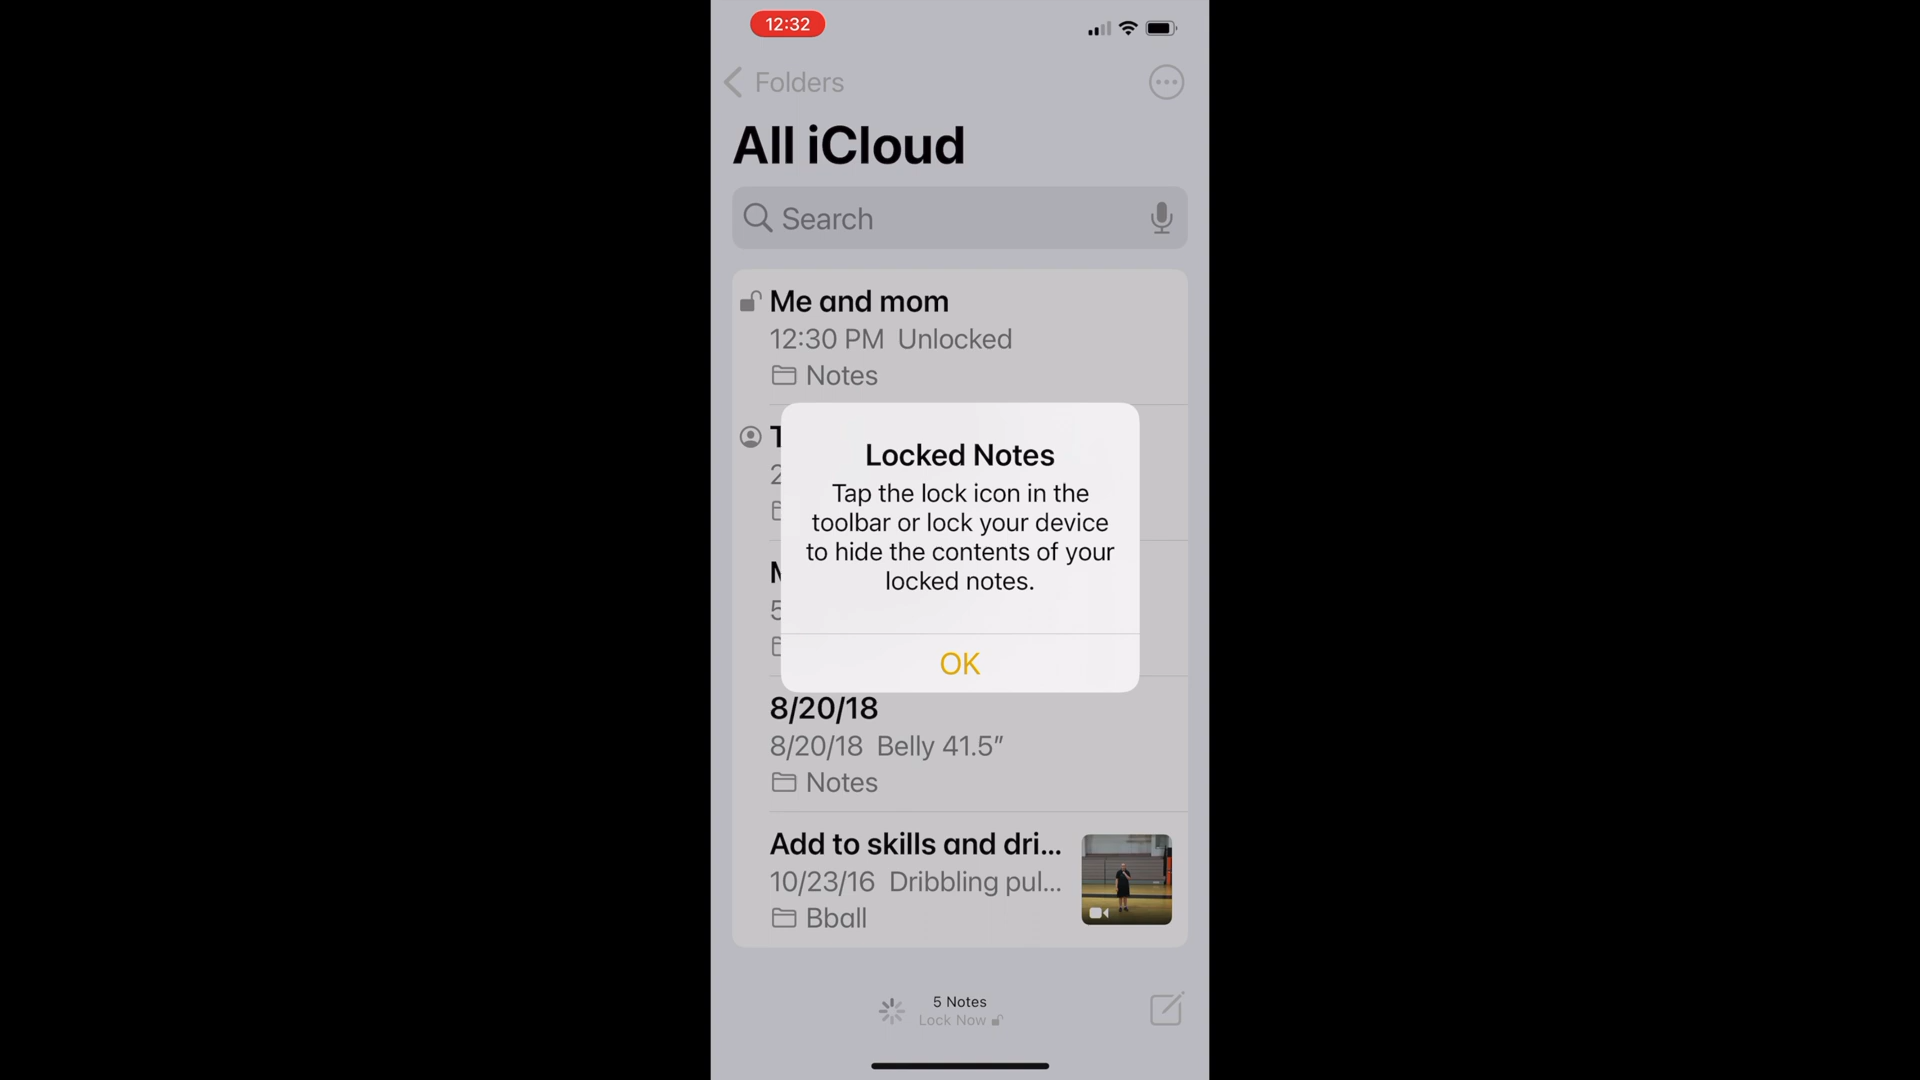 12:32
Folders
All iCloud
Search
Me and mom
12:30 PM Unlocked
Notes
Locked Notes
Tap the lock icon in the
toolbar or lock your device
to hide the contents of your
locked notes.
OK
8/20/18
8/20/18 Belly 41.5”
Notes
Add to skills and dri...
10/23/16 Dribbling pul...
Bball
5 Notes
Lock Now